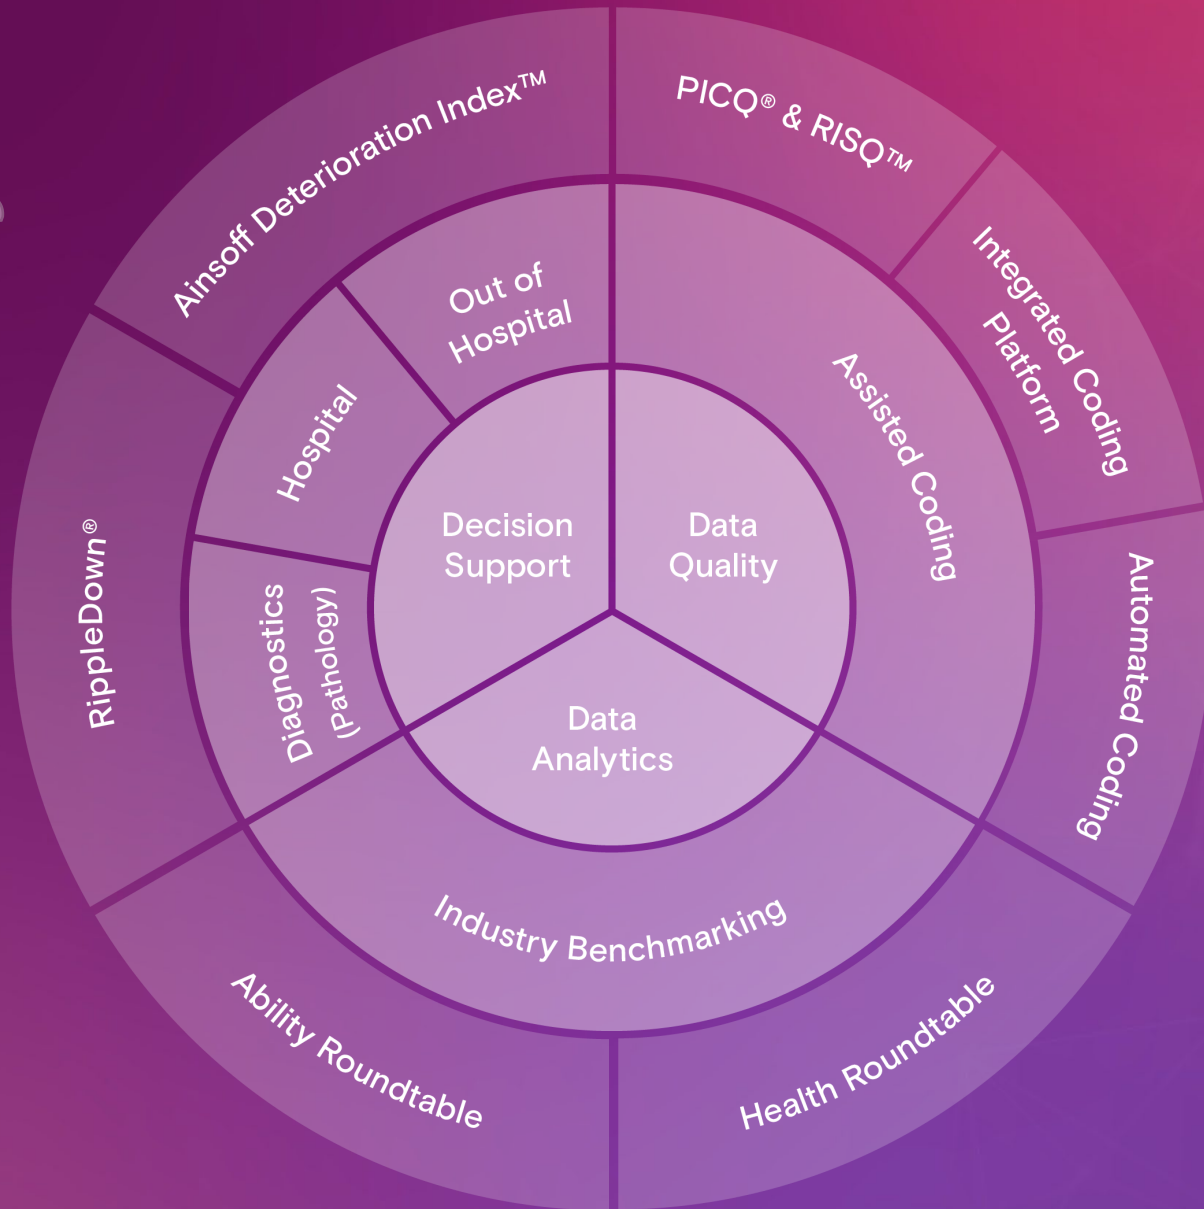 Ainsoff Deterioration Index™
PICQ® & RISQ™
Integrated Coding
Platform
Automated Coding
Health Roundtable
Ability Roundtable
RippleDown®
Out of
Hospital
Hospital
Diagnostics
(Pathology)
Assisted Coding
Industry Benchmarking
Decision
Support
Data
Quality
Data
Analytics